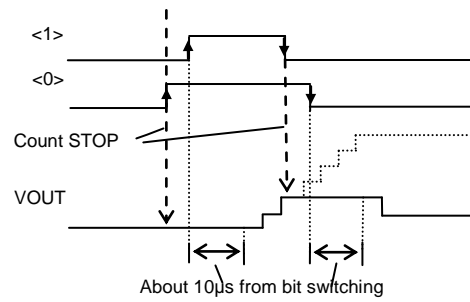 <1>
<0>
Count STOP
VOUT
About 10μs from bit switching